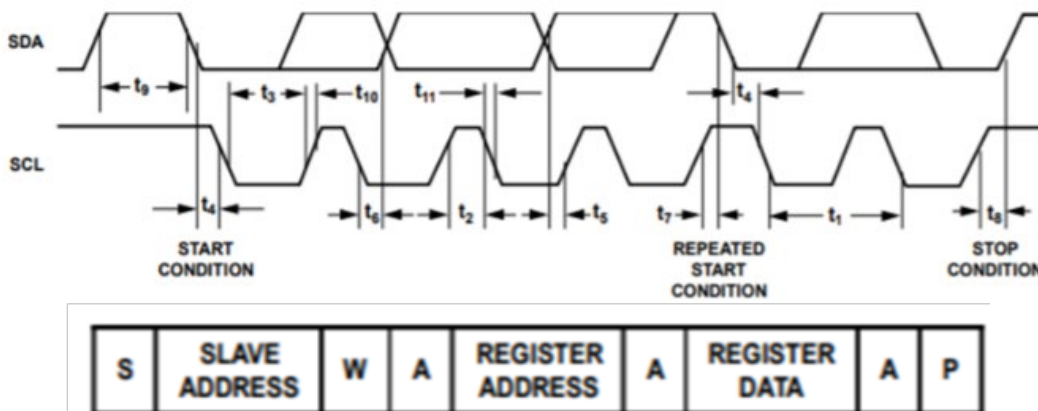 SDA
t9 t3 t10 t11 t4
SCL
t4 t6 t2 t5 t7 t1 t8
START
CONDITION
REPEATED
START
CONDITION
STOP
CONDITION
S
SLAVE
ADDRESS
W
A
REGISTER
ADDRESS
A
REGISTER
DATA
A
P